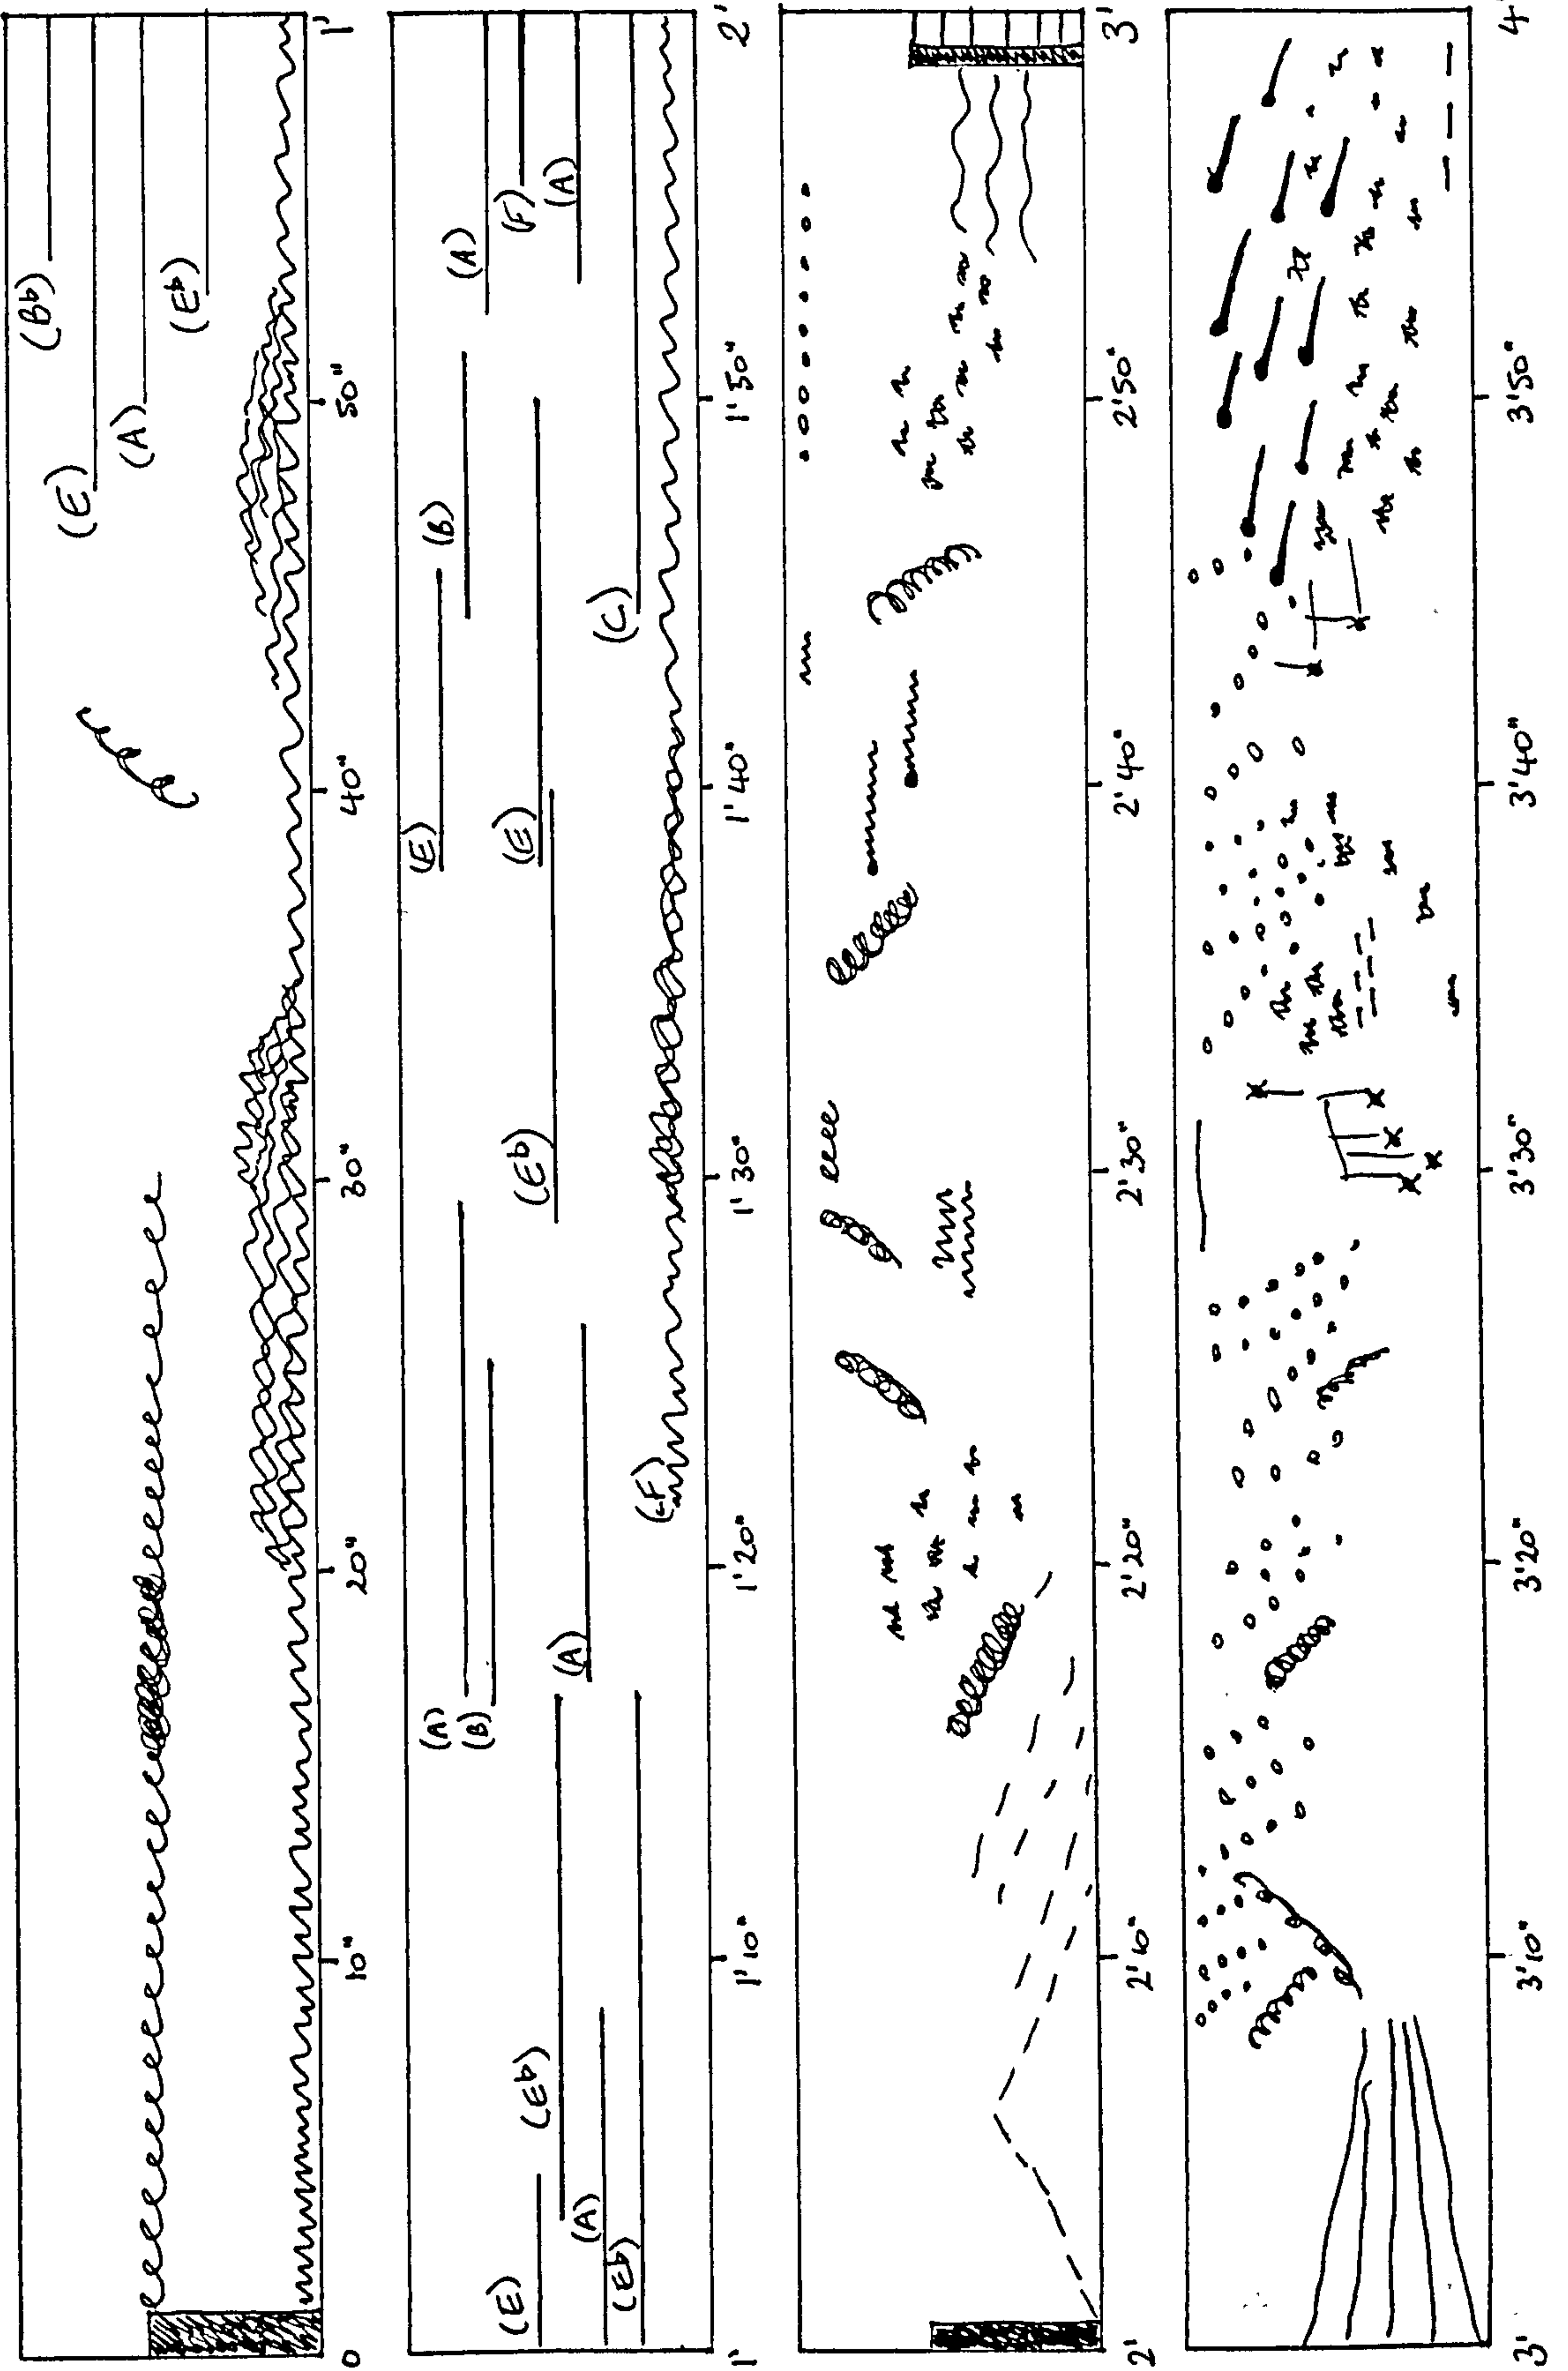 (B♭)
(E)
(A)
(E♭)
0 10" 20" 30" 40" 50" 1'
(A) (E) (B) (A)
(B)
(E) (E♭) (E♭) (E) (F)
(A) (A) (A)
(E♭) (C)
1' 1'10" 1'20" 1'30" 1'40" 1'50" 2'
2' 2'10" 2'20" 2'30" 2'40" 2'50" 3'
3' 3'10" 3'20" 3'30" 3'40" 3'50" 4'